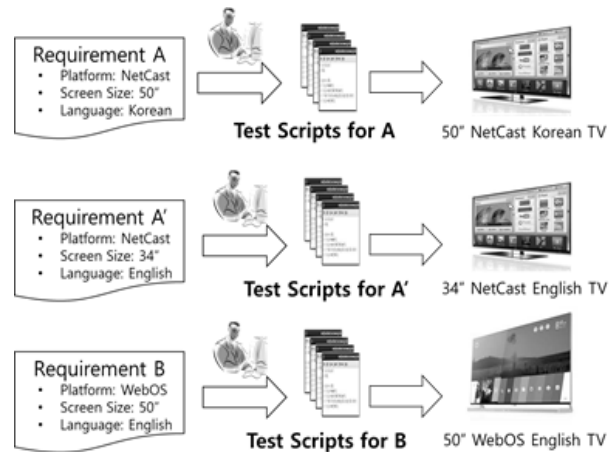 Requirement A
• Platform: NetCast
• Screen Size: 50"
• Language: Korean
Test Scripts for A
50" NetCast Korean TV
Requirement A'
• Platform: NetCast
• Screen Size: 34"
• Language: English
Test Scripts for A'
34" NetCast English TV
Requirement B
• Platform: WebOS
• Screen Size: 50"
• Language: English
Test Scripts for B
50" WebOS English TV